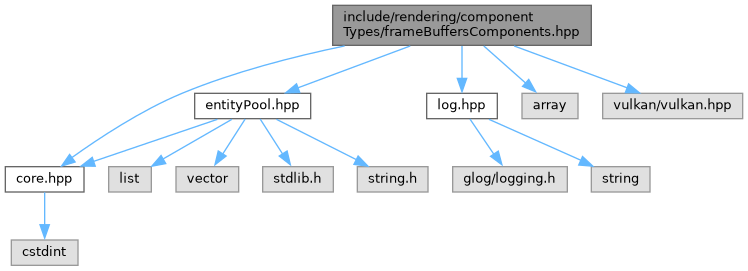 include/rendering/component
Types/frameBuffersComponents.hpp
entityPool.hpp
log.hpp
array
vulkan/vulkan.hpp
core.hpp
list
vector
stdlib.h
string.h
glog/logging.h
string
cstdint